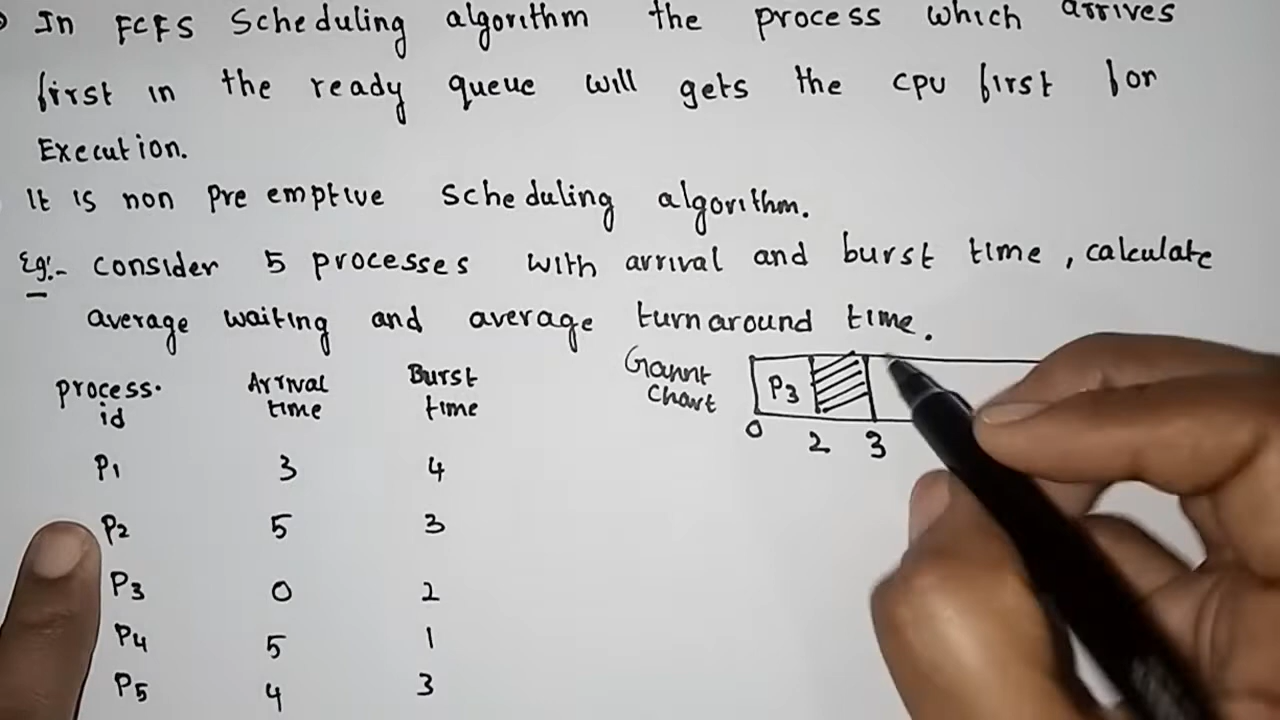 In FCFS Scheduling algorithm the process which arrives
first in the ready queue will gets the cpu first for
Execution.
It is non pre emptive scheduling algorithm.
Eg:- consider 5 processes with arrival and burst time, calculate
average waiting and average turnaround time.
process. id Arrival time Burst time
P1 3 4
P2 5 3
P3 0 2
P4 5 1
P5 4 3
Gannt chart
P3
0 2 3